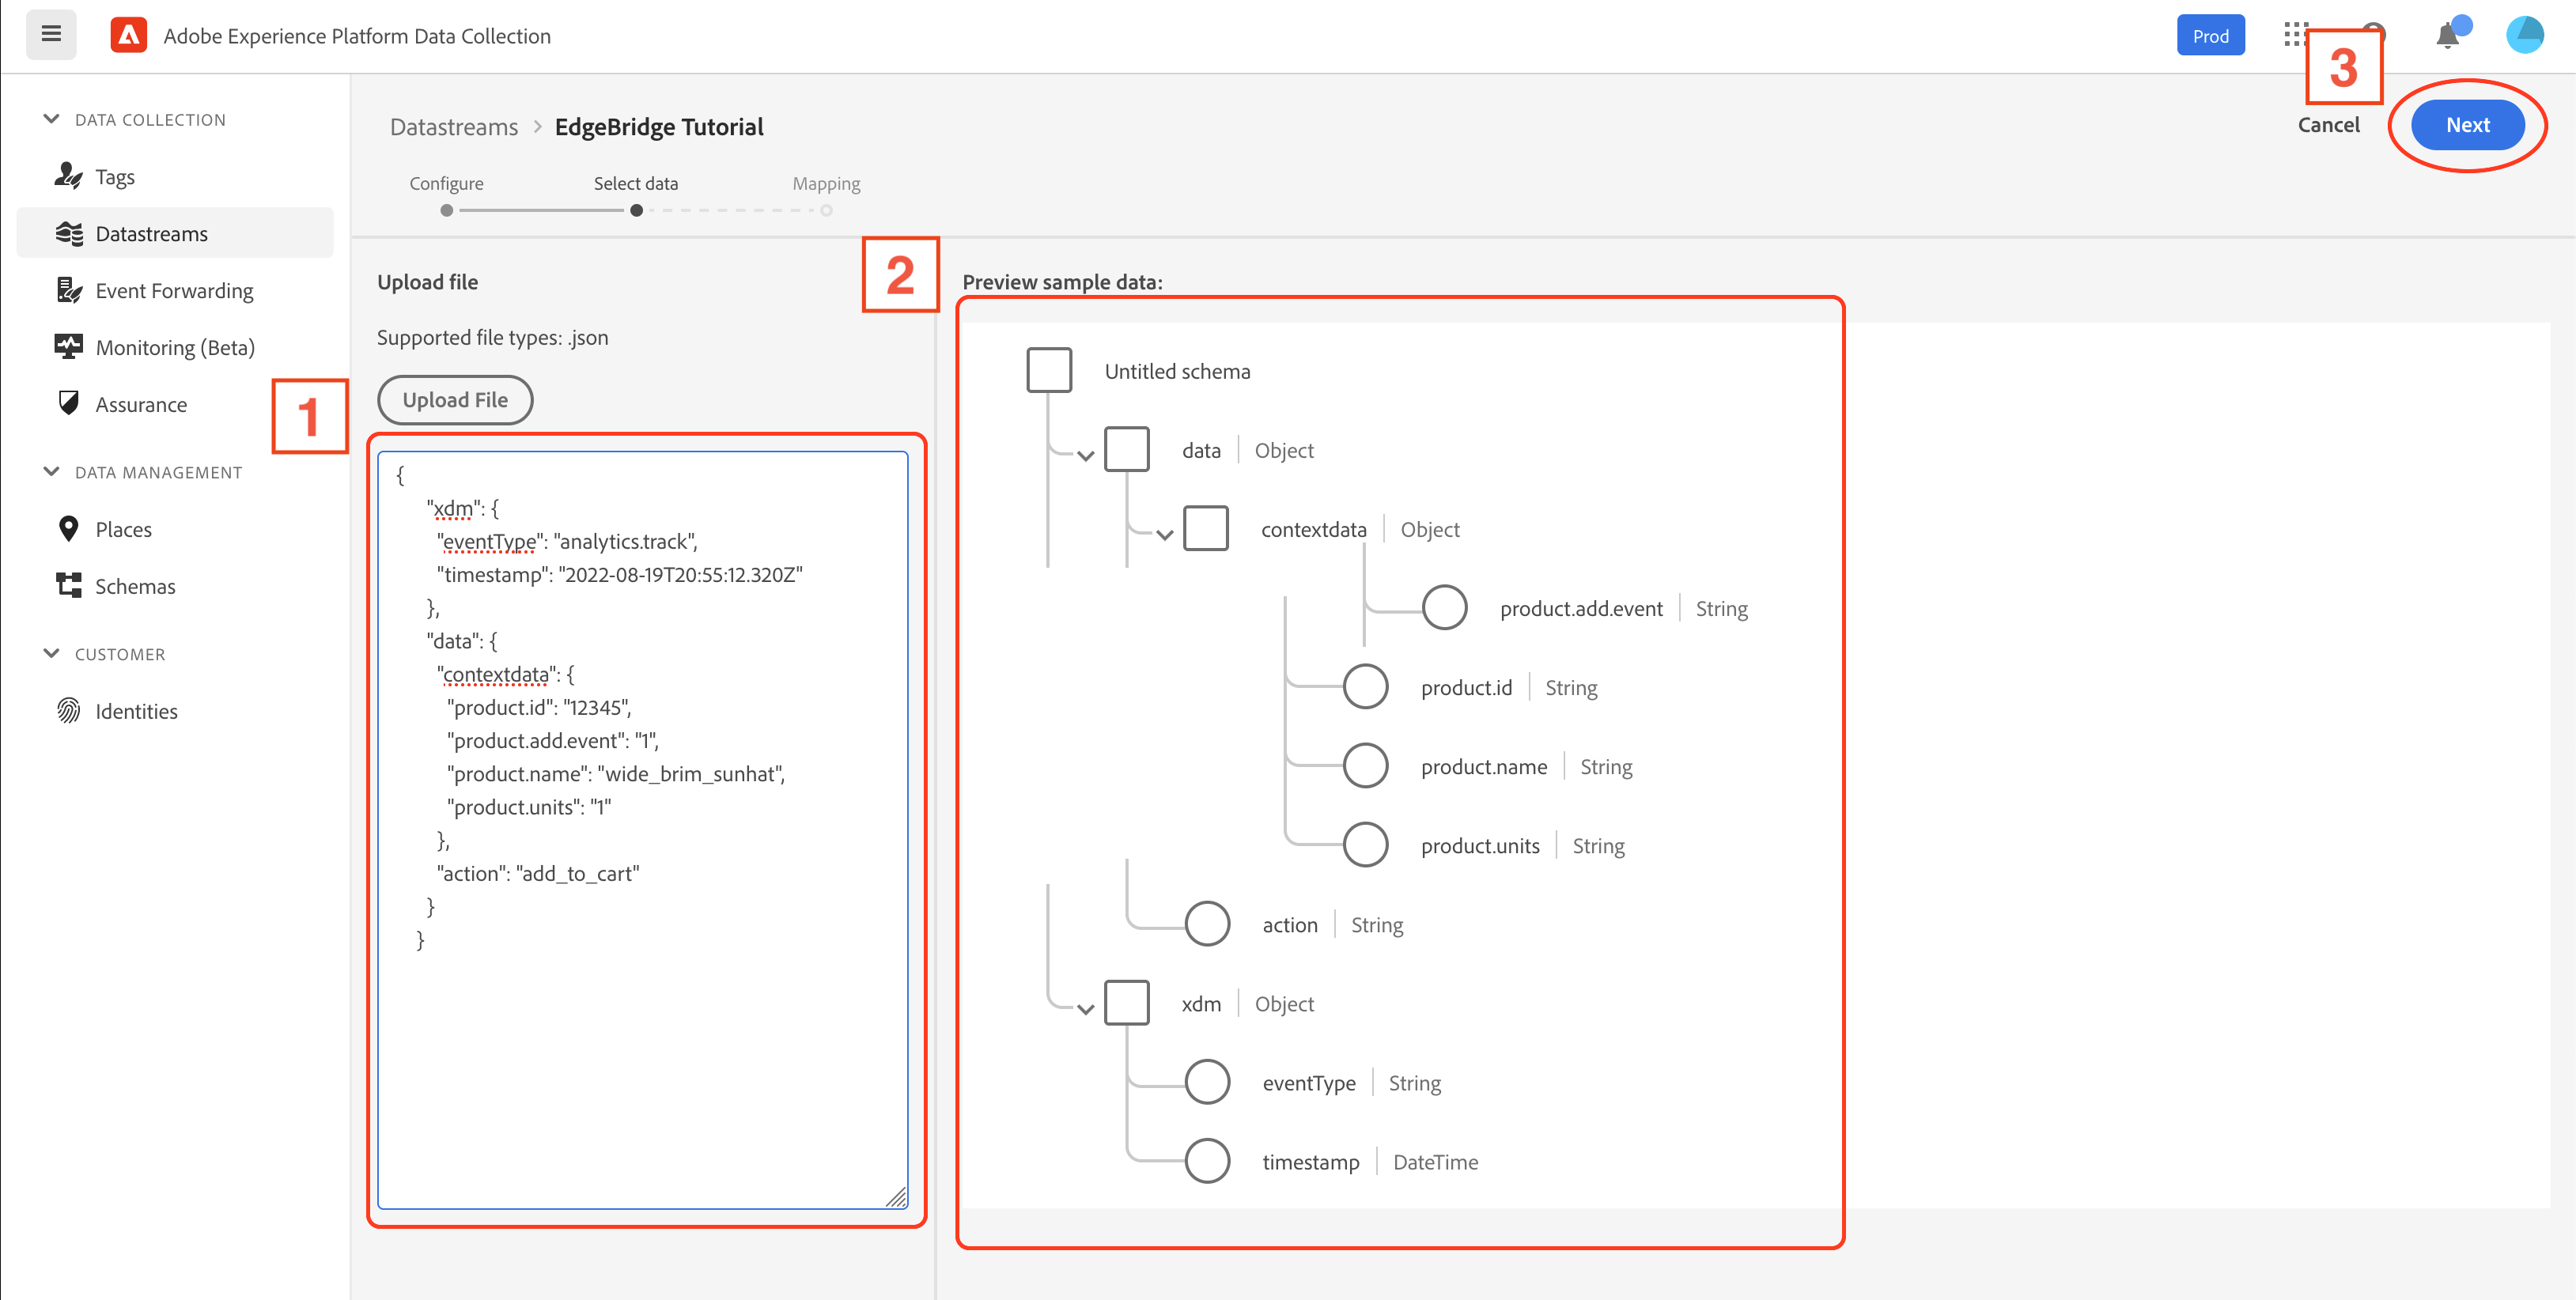 Adobe Experience Platform Data Collection
Prod
3
DATA COLLECTION
Tags
Datastreams
Event Forwarding
Monitoring (Beta)
Assurance
DATA MANAGEMENT
Places
Schemas
CUSTOMER
Identities
Datastreams > EdgeBridge Tutorial
Cancel
Next
Configure
Select data
Mapping
1
Upload file
Supported file types: .json
Upload File
{
"xdm": {
"eventType": "analytics.track",
"timestamp": "2022-08-19T20:55:12.320Z"
},
"data": {
"contextdata": {
"product.id": "12345",
"product.add.event": "1",
"product.name": "wide_brim_sunhat",
"product.units": "1"
},
"action": "add_to_cart"
}
}
2
Preview sample data:
Untitled schema
data | Object
contextdata | Object
product.add.event | String
product.id | String
product.name | String
product.units | String
action | String
xdm | Object
eventType | String
timestamp | DateTime